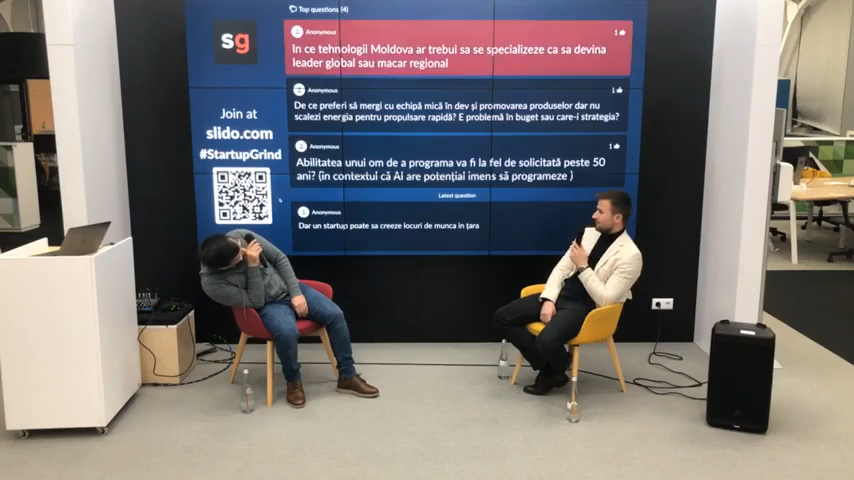 Top questions (4)
sg
Anonymous
1
In ce tehnologii Moldova ar trebui sa se specializeze ca sa devina
leader global sau macar regional
Anonymous
1
De ce preferi să mergi cu echipă mică în dev și promovarea produselor dar nu
scalezi energia pentru propulsare rapidă? E problemă în buget sau care-i strategia?
Join at
slido.com
#StartupGrind
Anonymous
1
Abilitatea unui om de a programa va fi la fel de solicitată peste 50
ani? (în contextul că Ai are potențial imens să programeze )
Latest question
Anonymous
Dar un startup poate sa creeze locuri de munca in țara